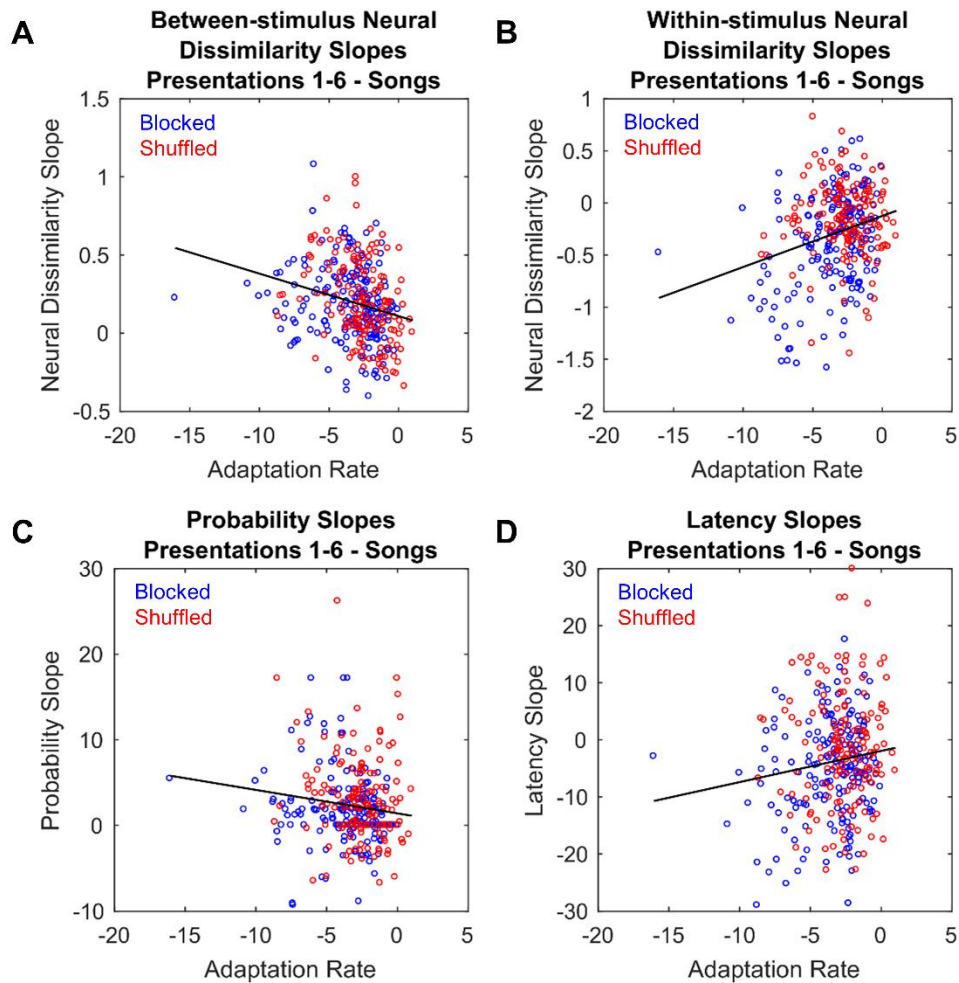 A
Between-stimulus Neural
Dissimilarity Slopes
Presentations 1-6 - Songs
Blocked
Shuffled
Neural Dissimilarity Slope
1.5
1
0.5
0
-0.5
-20 -15 -10 -5 0 5
Adaptation Rate
B
Within-stimulus Neural
Dissimilarity Slopes
Presentations 1-6 - Songs
Blocked
Shuffled
Neural Dissimilarity Slope
1
0.5
0
-0.5
-1
-1.5
-2
-20 -15 -10 -5 0 5
Adaptation Rate
C
Probability Slopes
Presentations 1-6 - Songs
Blocked
Shuffled
Probability Slope
30
20
10
0
-10
-20 -15 -10 -5 0 5
Adaptation Rate
D
Latency Slopes
Presentations 1-6 - Songs
Blocked
Shuffled
Latency Slope
30
20
10
0
-10
-20
-30
-20 -15 -10 -5 0 5
Adaptation Rate